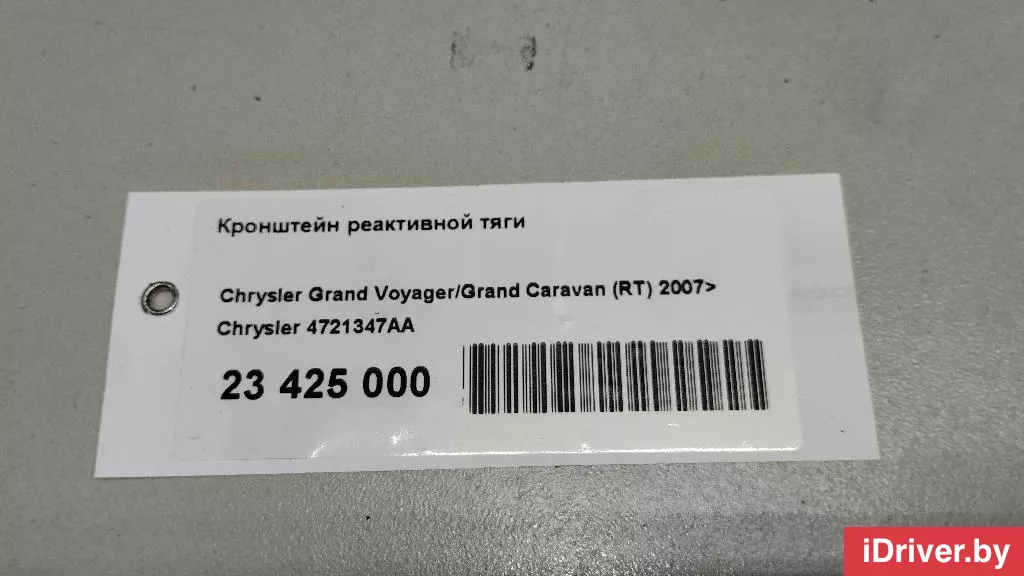 Кронштейн реактивной тяги
Chrysler Grand Voyager/Grand Caravan (RT) 2007>
Chrysler 4721347AA
23 425 000
iDriver.by